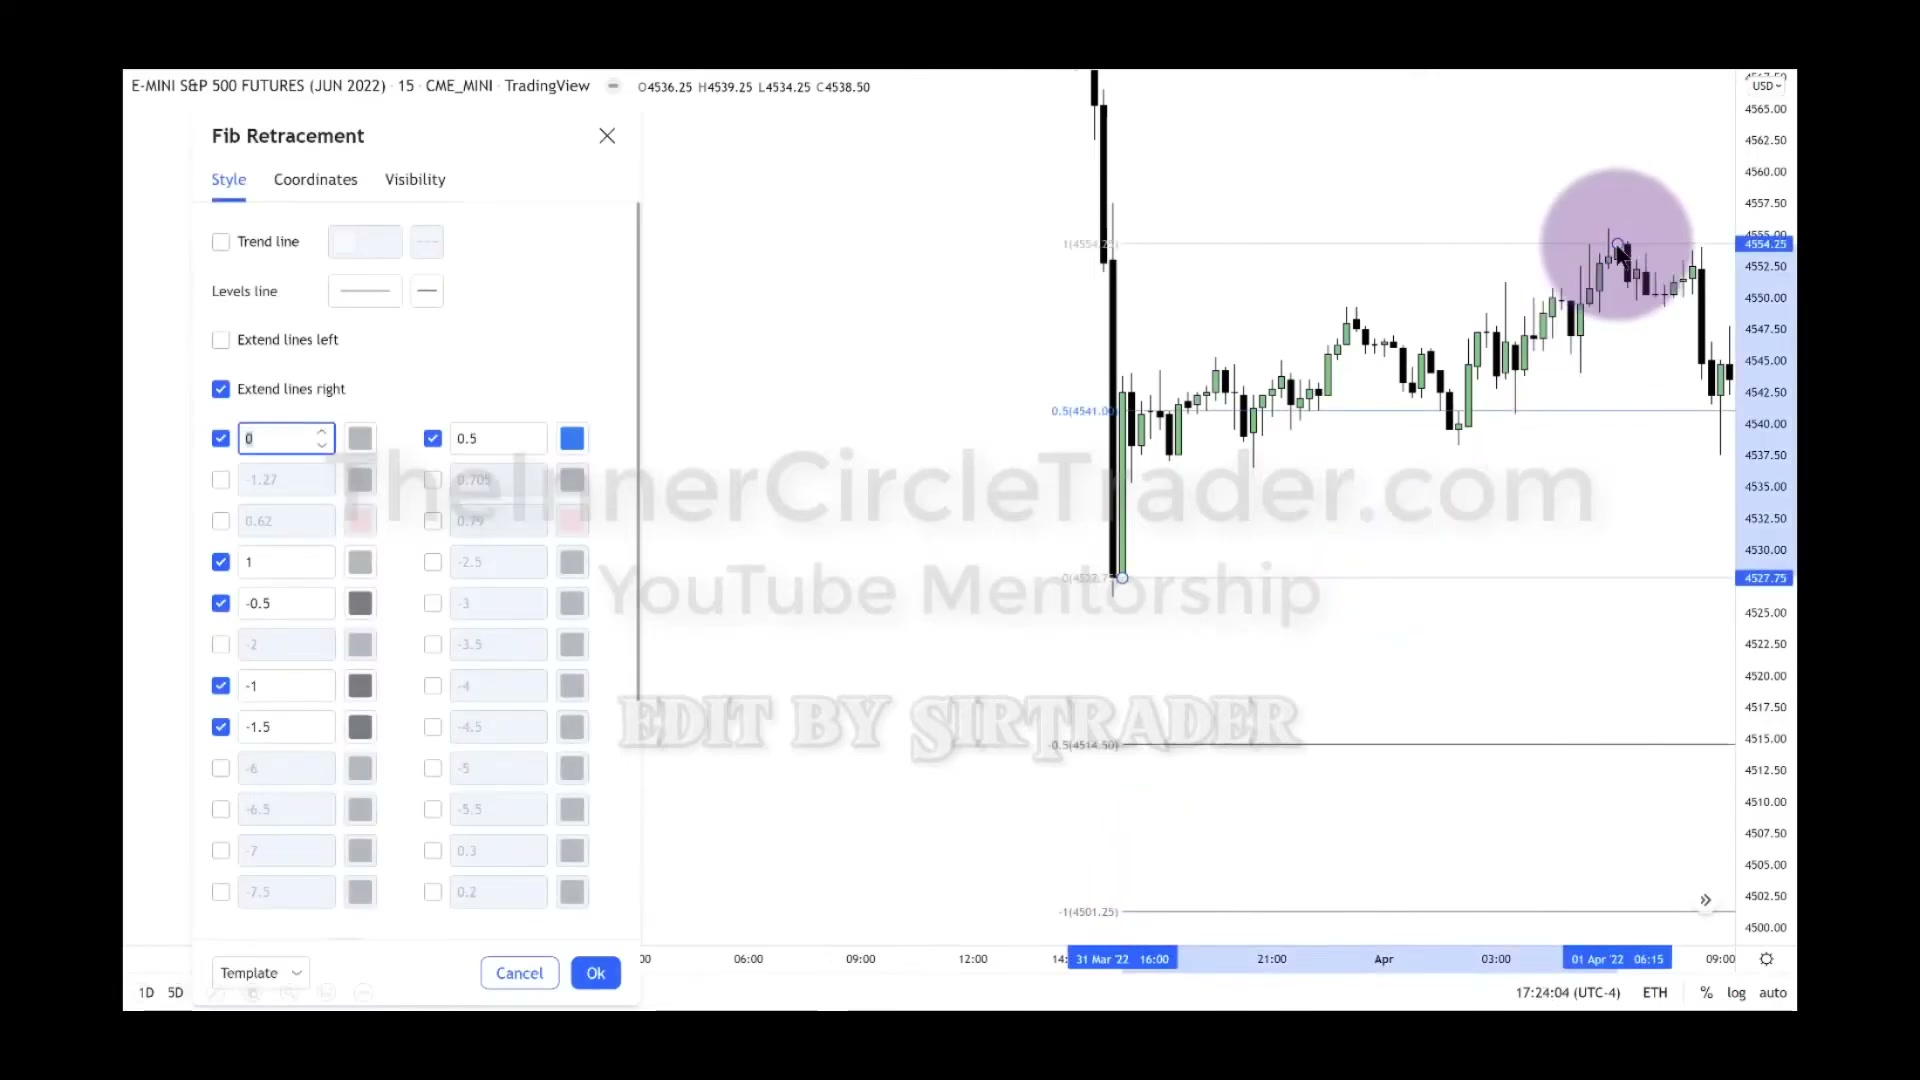 E-MINI S&P 500 FUTURES (JUN 2022) · 15 · CME_MINI · TradingView
O4536.25 H4539.25 L4534.25 C4538.50
Fib Retracement
Style Coordinates Visibility
Trend line
Levels line
Extend lines left
Extend lines right
0 0.5
-1.27 0.705
0.62 0.79
1 -2.5
-0.5 -3
-2 -3.5
-1 -4
-1.5 -4.5
-6 -5
-6.5 -5.5
-7 0.3
-7.5 0.2
Template Cancel Ok
1D 5D
0.5(4541.00)
-0.5(4514.50)
-1(4501.25)
TheInnerCircleTrader.com
YouTube Mentorship
EDIT BY SIRTRADER
USD
4565.00
4562.50
4560.00
4557.50
4555.00
4554.25
4552.50
4550.00
4547.50
4545.00
4542.50
4540.00
4537.50
4535.00
4532.50
4530.00
4527.75
4525.00
4522.50
4520.00
4517.50
4515.00
4512.50
4510.00
4507.50
4505.00
4502.50
4500.00
06:00 09:00 12:00 14: 31 Mar '22 16:00 21:00 Apr 03:00 01 Apr '22 06:15 09:00
17:24:04 (UTC-4) ETH % log auto